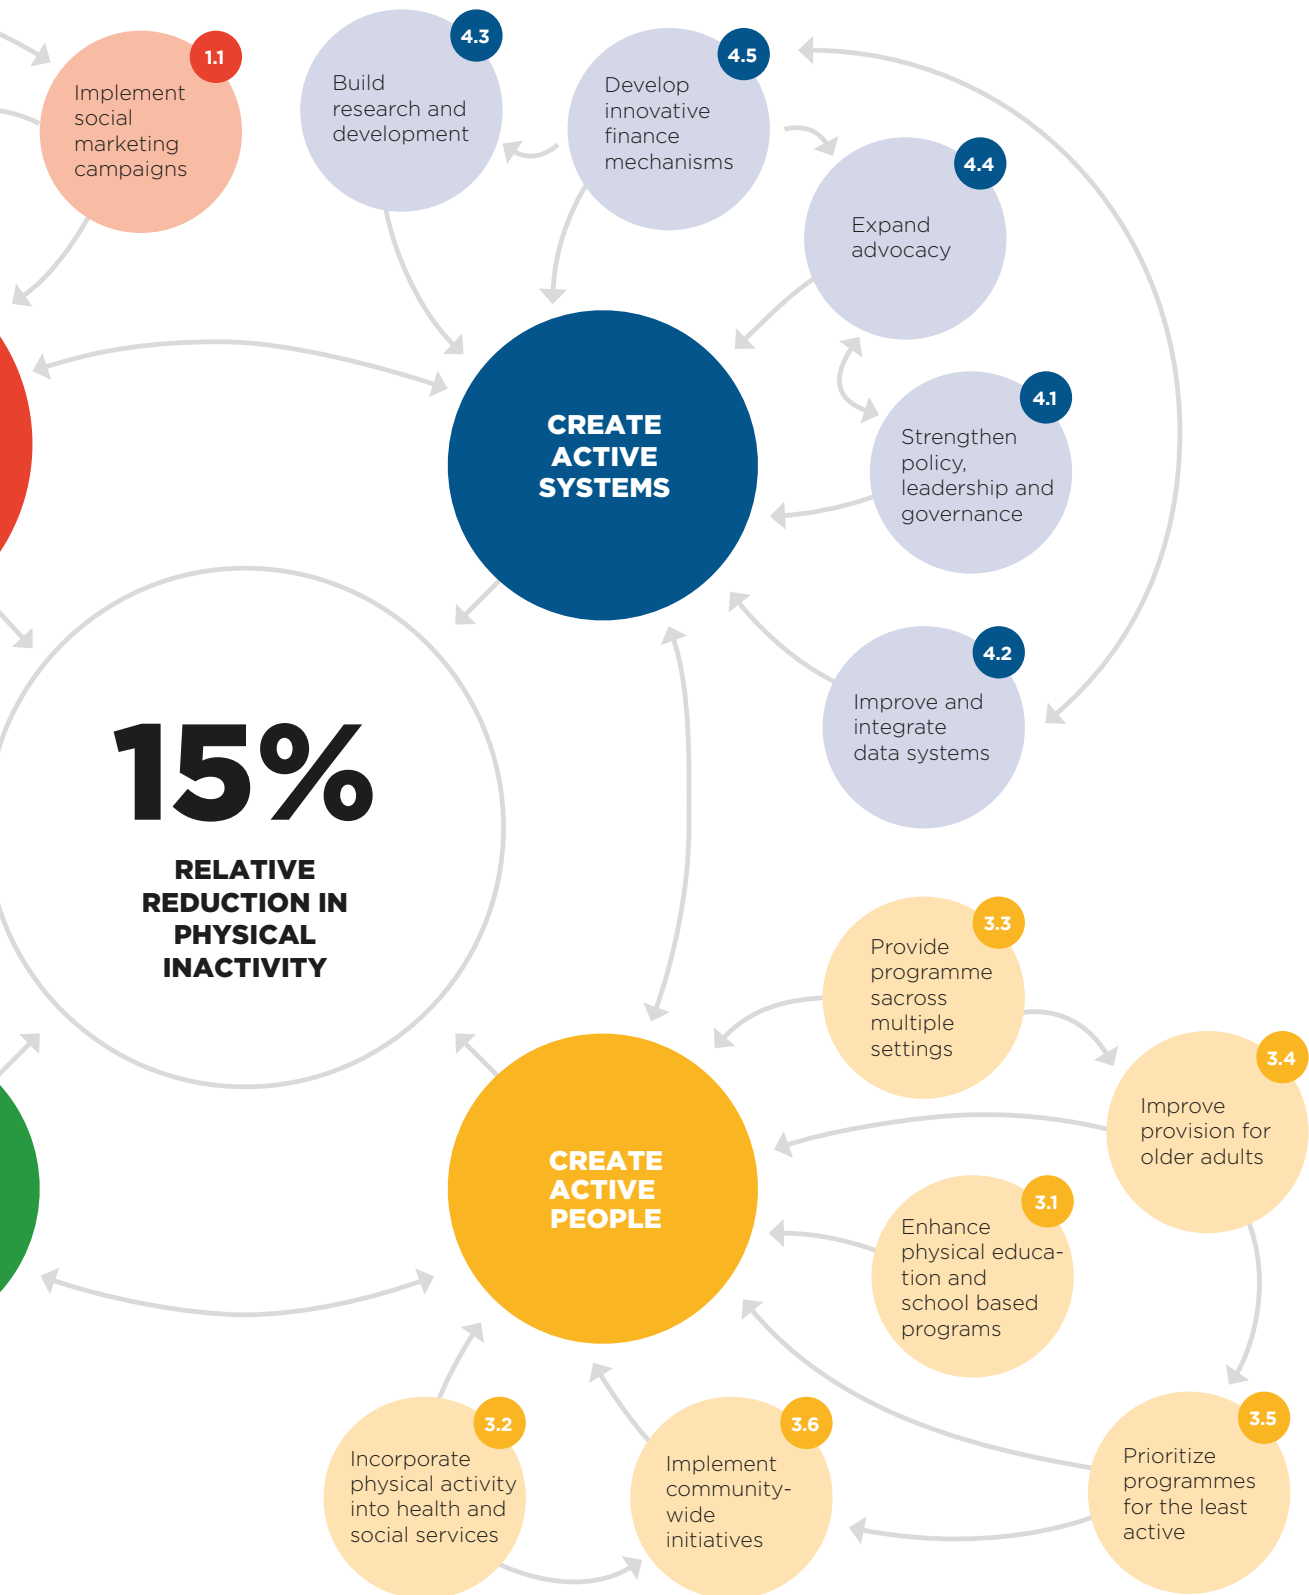 1.1
Implement
social
marketing
campaigns
4.3
Build
research and
development
4.5
Develop
innovative
finance
mechanisms
4.4
Expand
advocacy
CREATE
ACTIVE
SYSTEMS
4.1
Strengthen
policy,
leadership and
governance
4.2
Improve and
integrate
data systems
15%
RELATIVE
REDUCTION IN
PHYSICAL
INACTIVITY
3.3
Provide
programme
sacross
multiple
settings
3.4
Improve
provision for
older adults
CREATE
ACTIVE
PEOPLE
3.1
Enhance
physical educa-
tion and
school based
programs
3.2
Incorporate
physical activity
into health and
social services
3.6
Implement
community-
wide
initiatives
3.5
Prioritize
programmes
for the least
active